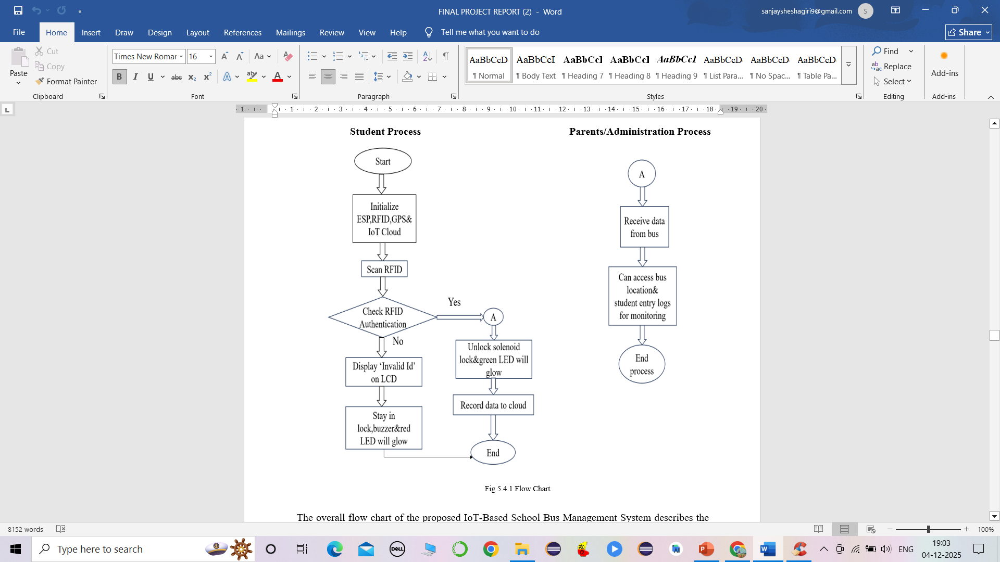 FINAL PROJECT REPORT (2) - Word
sanjaysheshagiri9@gmail.com
S
File
Home
Insert
Draw
Design
Layout
References
Mailings
Review
View
Help
Tell me what you want to do
Share
Paste
Cut
Copy
Format Painter
Clipboard
Times New Roman
16
Aa
B I U abc x₂ x²
A
ab
A
Font
Paragraph
AaBbCcD
¶ Normal
AaBbCcI
¶ Body Text
AaBbCcI
¶ Heading 7
AaBbCcI
¶ Heading 8
AaBbCcI
¶ Heading 9
AaBbCcD
¶ List Para...
AaBbCcD
¶ No Spac...
AaBbCcD
¶ Table Pa...
Styles
Find
Replace
Select
Editing
Add-ins
Add-ins
1 1 2 3 4 5 6 7 8 9 10 11 12 13 14 15 16 17 18 19 20
Student Process
Parents/Administration Process
Start
Initialize
ESP,RFID,GPS&
IoT Cloud
Scan RFID
Check RFID
Authentication
Yes
No
Display ‘Invalid Id’
on LCD
Stay in
lock,buzzer&red
LED will glow
A
Unlock solenoid
lock&green LED will
glow
Record data to cloud
End
A
Receive data
from bus
Can access bus
location&
student entry logs
for monitoring
End
process
Fig 5.4.1 Flow Chart
The overall flow chart of the proposed IoT-Based School Bus Management System describes the
8152 words
100%
Type here to search
DELL
ENG
19:03
04-12-2025